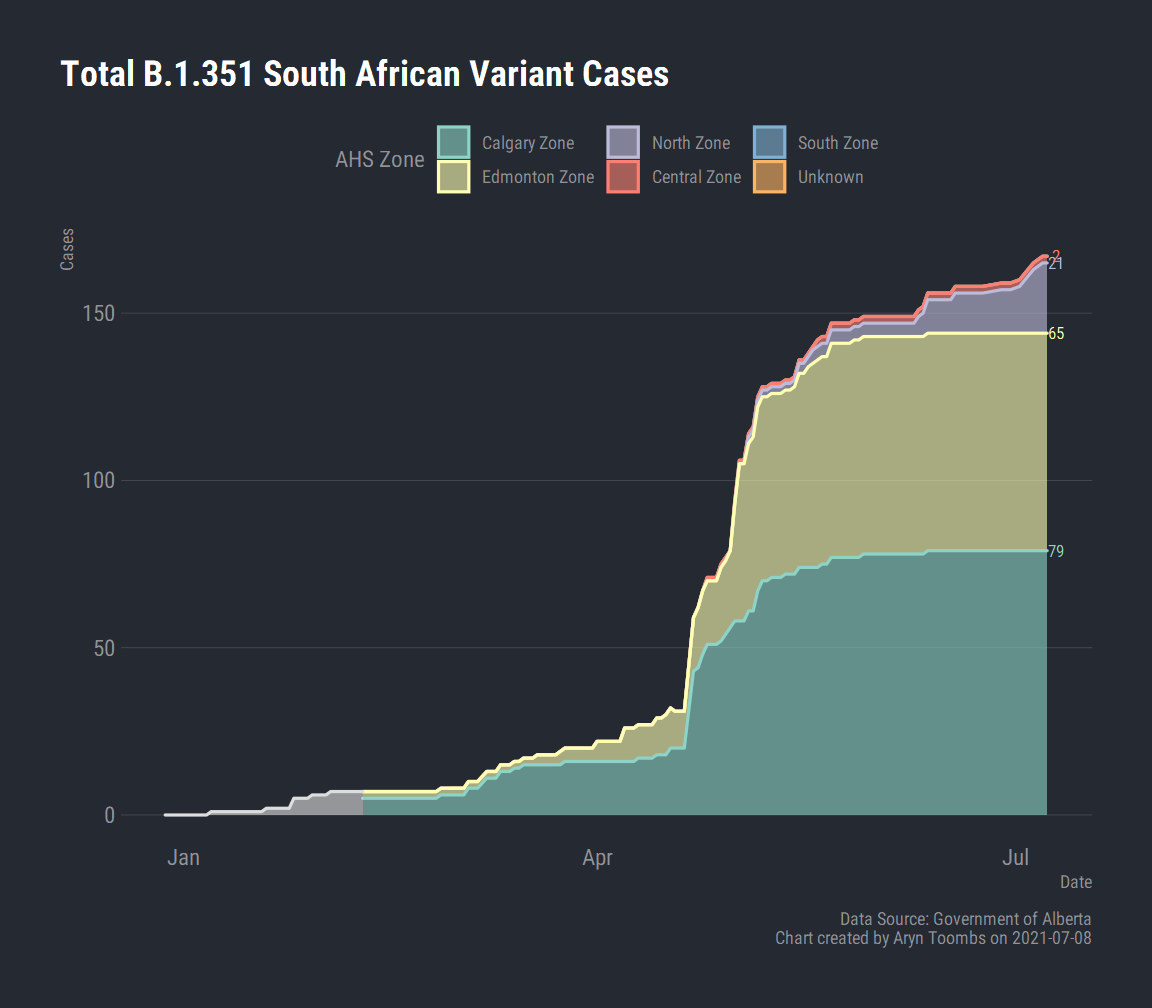 Total B.1.351 South African Variant Cases
AHS Zone
Calgary Zone
North Zone
South Zone
Edmonton Zone
Central Zone
Unknown
Cases
2
21
150
65
100
79
50
0
Jan
Apr
Jul
Date
Data Source: Government of Alberta
Chart created by Aryn Toombs on 2021-07-08